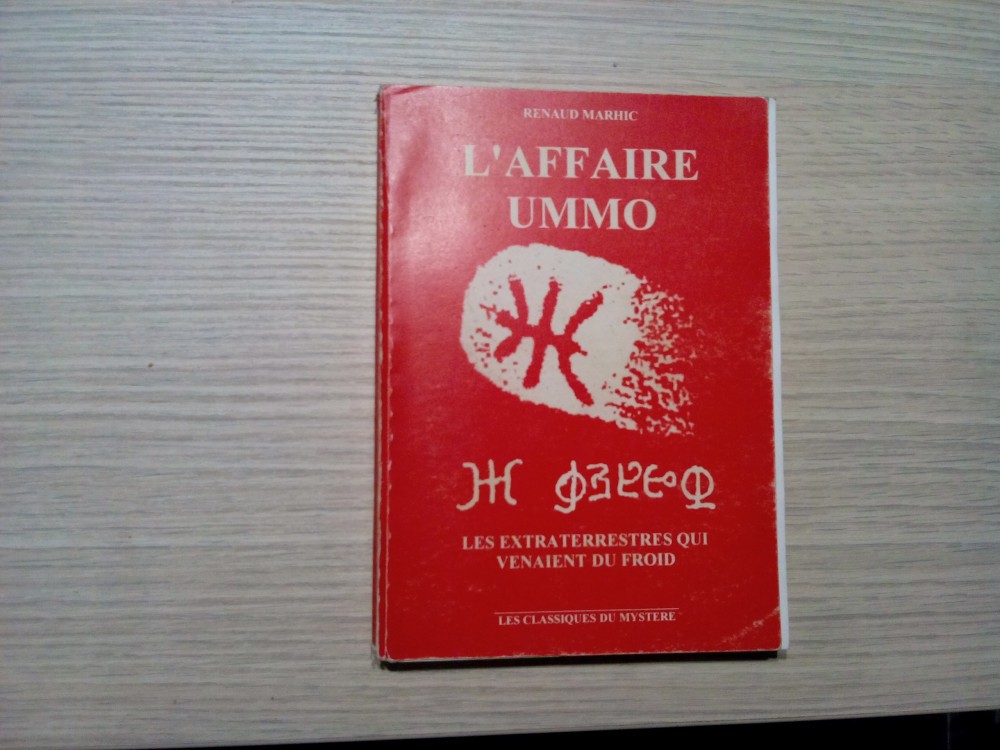 RENAUD MARHIC
L'AFFAIRE
UMMO
LES EXTRATERRESTRES QUI
VENAIENT DU FROID
LES CLASSIQUES DU MYSTERE